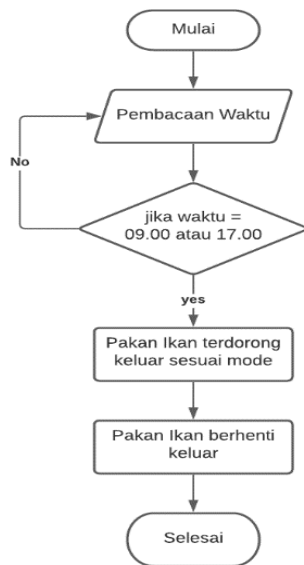 Mulai
Pembacaan Waktu
No
jika waktu =
09.00 atau 17.00
yes
Pakan Ikan terdorong
keluar sesuai mode
Pakan Ikan berhenti
keluar
Selesai